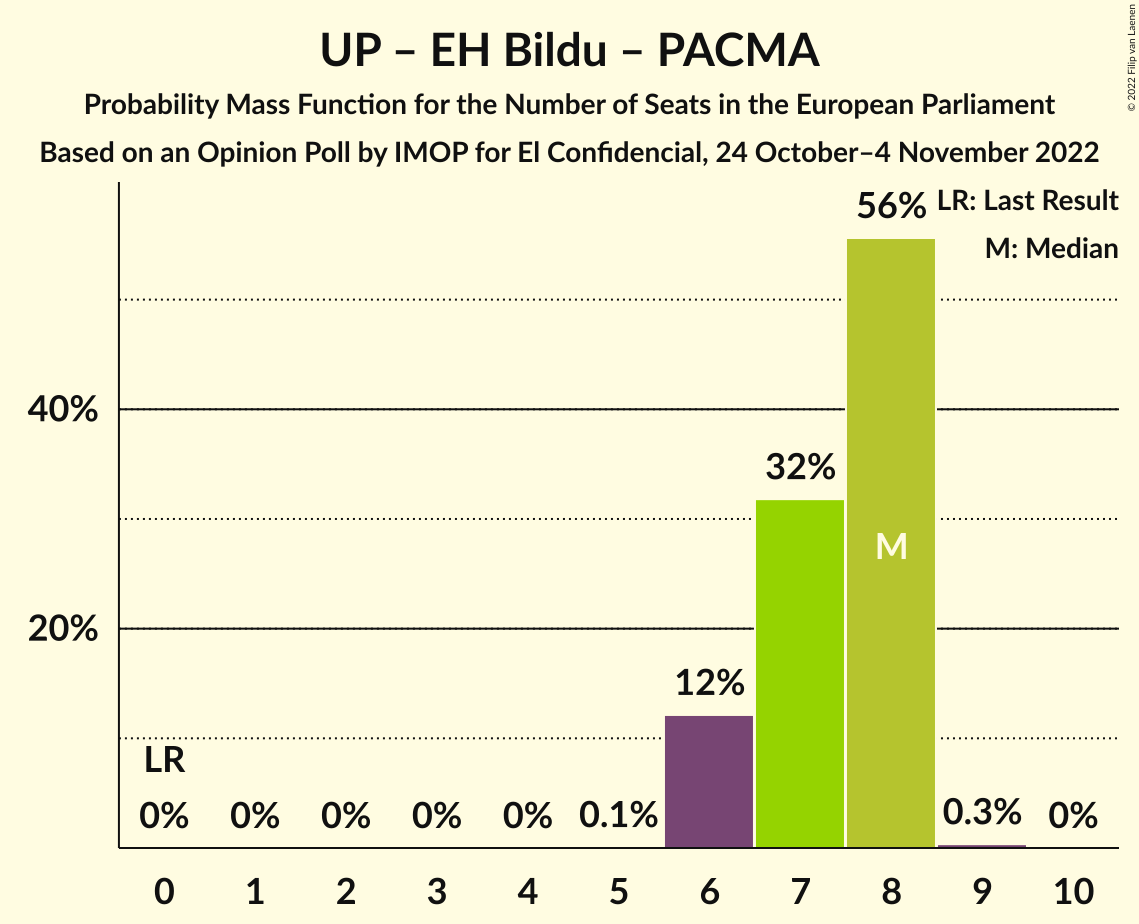 UP – EH Bildu – PACMA
Probability Mass Function for the Number of Seats in the European Parliament
Based on an Opinion Poll by IMOP for El Confidencial, 24 October–4 November 2022
© 2022 Filip van Laenen
LR: Last Result
M: Median
56%
40%
32%
M
20%
12%
LR
0% 0% 0% 0% 0% 0.1% 0.3% 0%
0 1 2 3 4 5 6 7 8 9 10